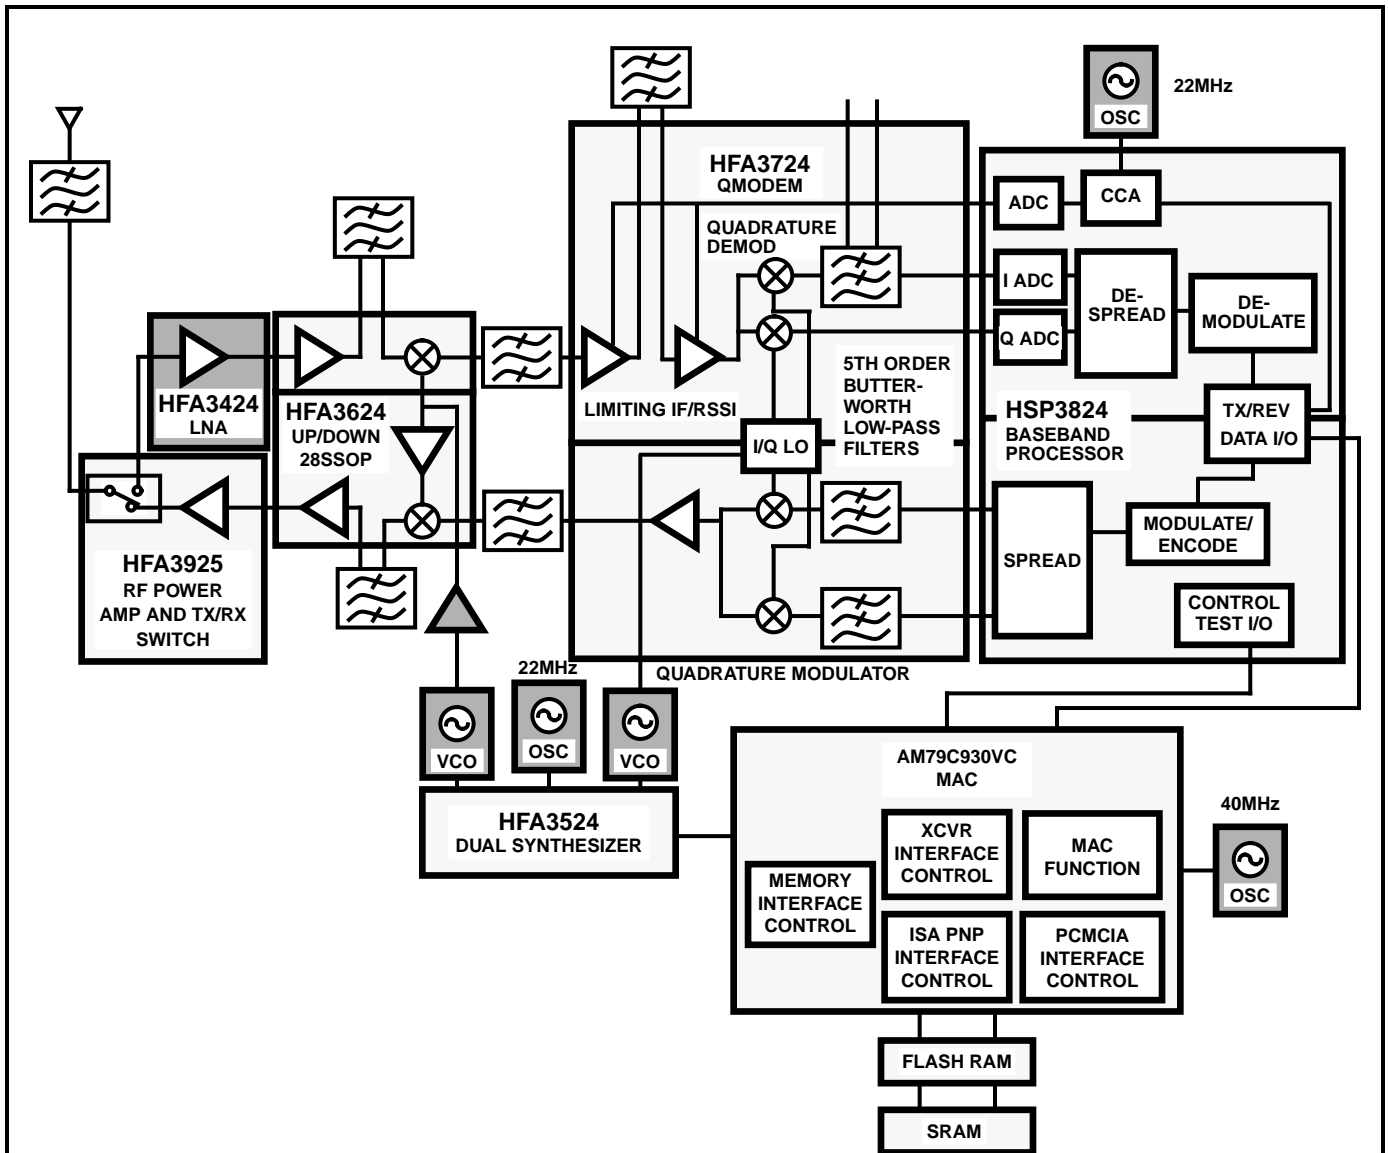 22MHz
OSC
HFA3724
QMODEM
ADC
CCA
QUADRATURE
DEMOD
I ADC
Q ADC
DE-
SPREAD
DE-
MODULATE
HFA3424
LNA
HFA3624
UP/DOWN
28SSOP
LIMITING IF/RSSI
5TH ORDER
BUTTER-
WORTH
LOW-PASS
FILTERS
I/Q LO
HSP3824
BASEBAND
PROCESSOR
TX/REV
DATA I/O
HFA3925
RF POWER
AMP AND TX/RX
SWITCH
SPREAD
MODULATE/
ENCODE
CONTROL
TEST I/O
QUADRATURE MODULATOR
22MHz
VCO
OSC
VCO
HFA3524
DUAL SYNTHESIZER
AM79C930VC
MAC
40MHz
OSC
MEMORY
INTERFACE
CONTROL
XCVR
INTERFACE
CONTROL
MAC
FUNCTION
ISA PNP
INTERFACE
CONTROL
PCMCIA
INTERFACE
CONTROL
FLASH RAM
SRAM